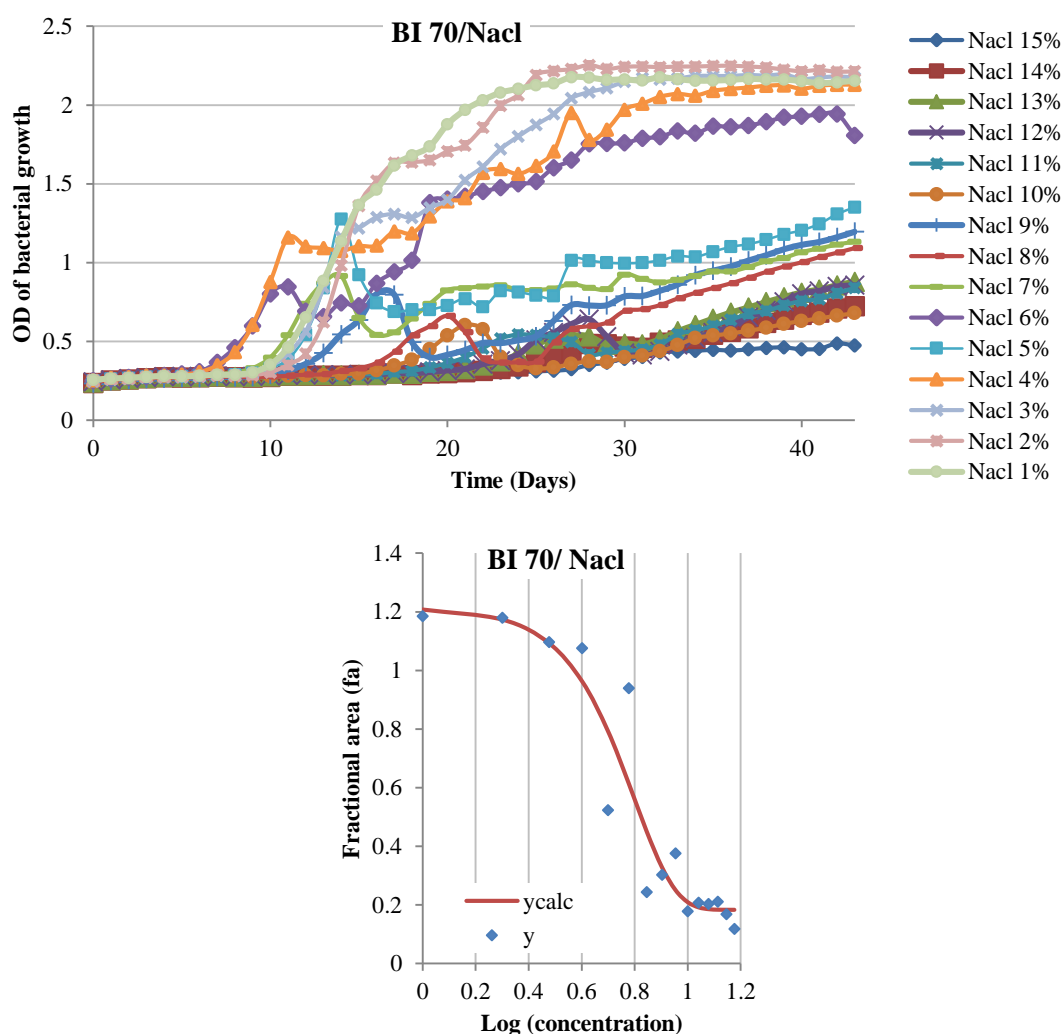 BI 70/Nacl
OD of bacterial growth
2.5
2
1.5
1
0.5
0
0 10 20 30 40
Time (Days)
Nacl 15%
Nacl 14%
Nacl 13%
Nacl 12%
Nacl 11%
Nacl 10%
Nacl 9%
Nacl 8%
Nacl 7%
Nacl 6%
Nacl 5%
Nacl 4%
Nacl 3%
Nacl 2%
Nacl 1%
BI 70/ Nacl
Fractional area (fa)
1.4
1.2
1
0.8
0.6
0.4
0.2
0
ycalc
y
0 0.2 0.4 0.6 0.8 1 1.2
Log (concentration)